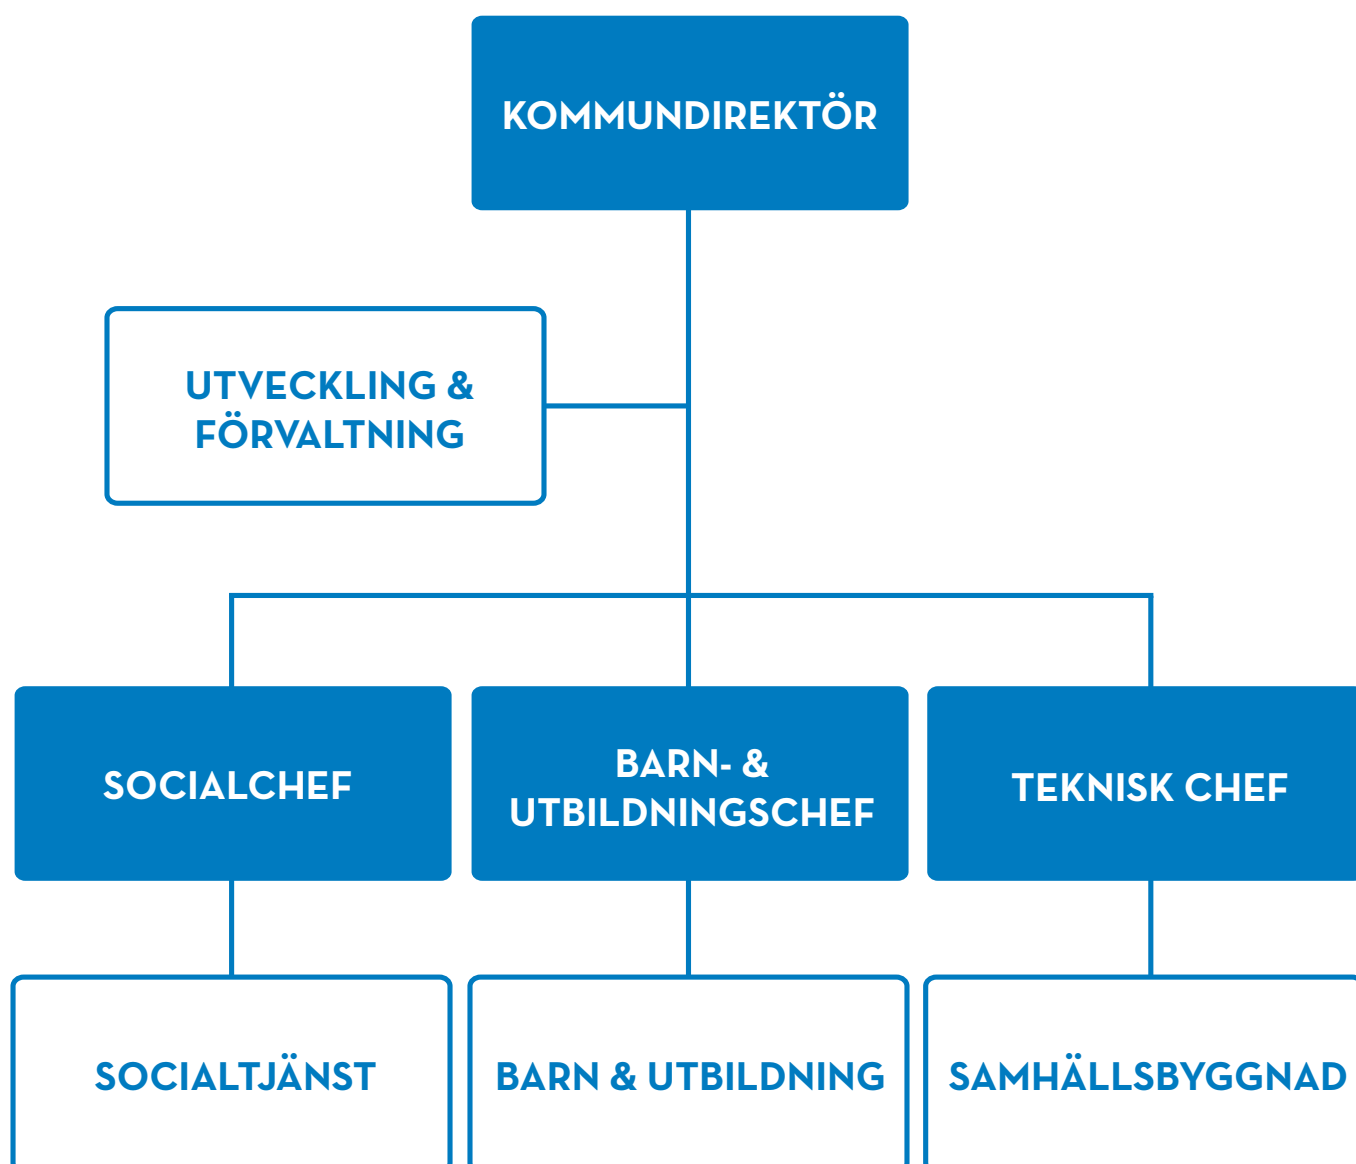 KOMMUNDIREKTÖR
UTVECKLING &
FÖRVALTNING
SOCIALCHEF
BARN- &
UTBILDNINGSCHEF
TEKNISK CHEF
SOCIALTJÄNST
BARN & UTBILDNING
SAMHÄLLSBYGGNAD